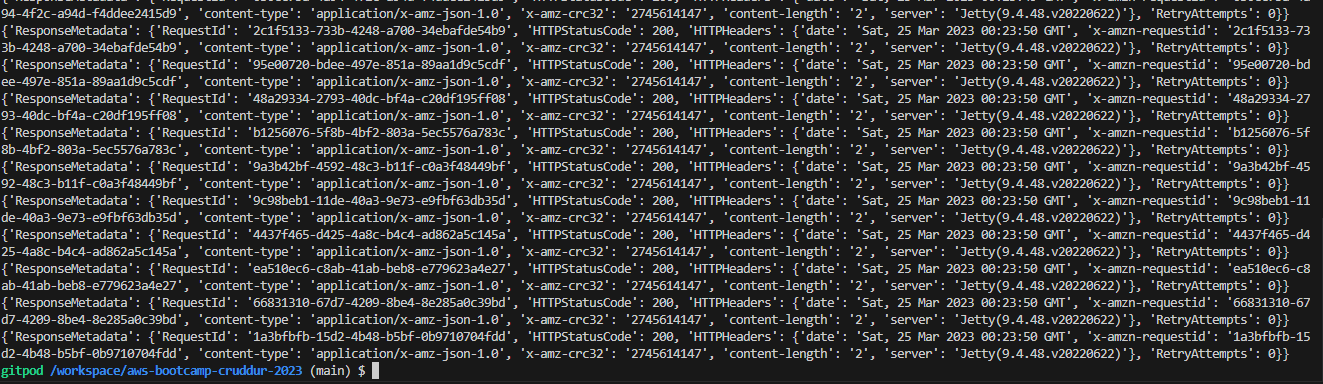 94-4f2c-a94d-f4ddee2415d9', 'content-type': 'application/x-amz-json-1.0', 'x-amz-crc32': '2745614147', 'content-length': '2', 'server': 'Jetty(9.4.48.v20220622)'}, 'RetryAttempts': 0}}
{'ResponseMetadata': {'RequestId': '2c1f5133-733b-4248-a700-34ebafde54b9', 'HTTPStatusCode': 200, 'HTTPHeaders': {'date': 'Sat, 25 Mar 2023 00:23:50 GMT', 'x-amzn-requestid': '2c1f5133-73
3b-4248-a700-34ebafde54b9', 'content-type': 'application/x-amz-json-1.0', 'x-amz-crc32': '2745614147', 'content-length': '2', 'server': 'Jetty(9.4.48.v20220622)'}, 'RetryAttempts': 0}}
{'ResponseMetadata': {'RequestId': '95e00720-bdee-497e-851a-89aa1d9c5cdf', 'HTTPStatusCode': 200, 'HTTPHeaders': {'date': 'Sat, 25 Mar 2023 00:23:50 GMT', 'x-amzn-requestid': '95e00720-bd
ee-497e-851a-89aa1d9c5cdf', 'content-type': 'application/x-amz-json-1.0', 'x-amz-crc32': '2745614147', 'content-length': '2', 'server': 'Jetty(9.4.48.v20220622)'}, 'RetryAttempts': 0}}
{'ResponseMetadata': {'RequestId': '48a29334-2793-40dc-bf4a-c20df195ff08', 'HTTPStatusCode': 200, 'HTTPHeaders': {'date': 'Sat, 25 Mar 2023 00:23:50 GMT', 'x-amzn-requestid': '48a29334-27
93-40dc-bf4a-c20df195ff08', 'content-type': 'application/x-amz-json-1.0', 'x-amz-crc32': '2745614147', 'content-length': '2', 'server': 'Jetty(9.4.48.v20220622)'}, 'RetryAttempts': 0}}
{'ResponseMetadata': {'RequestId': 'b1256076-5f8b-4bf2-803a-5ec5576a783c', 'HTTPStatusCode': 200, 'HTTPHeaders': {'date': 'Sat, 25 Mar 2023 00:23:50 GMT', 'x-amzn-requestid': 'b1256076-5f
8b-4bf2-803a-5ec5576a783c', 'content-type': 'application/x-amz-json-1.0', 'x-amz-crc32': '2745614147', 'content-length': '2', 'server': 'Jetty(9.4.48.v20220622)'}, 'RetryAttempts': 0}}
{'ResponseMetadata': {'RequestId': '9a3b42bf-4592-48c3-b11f-c0a3f48449bf', 'HTTPStatusCode': 200, 'HTTPHeaders': {'date': 'Sat, 25 Mar 2023 00:23:50 GMT', 'x-amzn-requestid': '9a3b42bf-45
92-48c3-b11f-c0a3f48449bf', 'content-type': 'application/x-amz-json-1.0', 'x-amz-crc32': '2745614147', 'content-length': '2', 'server': 'Jetty(9.4.48.v20220622)'}, 'RetryAttempts': 0}}
{'ResponseMetadata': {'RequestId': '9c98beb1-11de-40a3-9e73-e9fbf63db35d', 'HTTPStatusCode': 200, 'HTTPHeaders': {'date': 'Sat, 25 Mar 2023 00:23:50 GMT', 'x-amzn-requestid': '9c98beb1-11
de-40a3-9e73-e9fbf63db35d', 'content-type': 'application/x-amz-json-1.0', 'x-amz-crc32': '2745614147', 'content-length': '2', 'server': 'Jetty(9.4.48.v20220622)'}, 'RetryAttempts': 0}}
{'ResponseMetadata': {'RequestId': '4437f465-d425-4a8c-b4c4-ad862a5c145a', 'HTTPStatusCode': 200, 'HTTPHeaders': {'date': 'Sat, 25 Mar 2023 00:23:50 GMT', 'x-amzn-requestid': '4437f465-d4
25-4a8c-b4c4-ad862a5c145a', 'content-type': 'application/x-amz-json-1.0', 'x-amz-crc32': '2745614147', 'content-length': '2', 'server': 'Jetty(9.4.48.v20220622)'}, 'RetryAttempts': 0}}
{'ResponseMetadata': {'RequestId': 'ea510ec6-c8ab-41ab-beb8-e779623a4e27', 'HTTPStatusCode': 200, 'HTTPHeaders': {'date': 'Sat, 25 Mar 2023 00:23:50 GMT', 'x-amzn-requestid': 'ea510ec6-c8
ab-41ab-beb8-e779623a4e27', 'content-type': 'application/x-amz-json-1.0', 'x-amz-crc32': '2745614147', 'content-length': '2', 'server': 'Jetty(9.4.48.v20220622)'}, 'RetryAttempts': 0}}
{'ResponseMetadata': {'RequestId': '66831310-67d7-4209-8be4-8e285a0c39bd', 'HTTPStatusCode': 200, 'HTTPHeaders': {'date': 'Sat, 25 Mar 2023 00:23:50 GMT', 'x-amzn-requestid': '66831310-67
d7-4209-8be4-8e285a0c39bd', 'content-type': 'application/x-amz-json-1.0', 'x-amz-crc32': '2745614147', 'content-length': '2', 'server': 'Jetty(9.4.48.v20220622)'}, 'RetryAttempts': 0}}
{'ResponseMetadata': {'RequestId': '1a3bfbfb-15d2-4b48-b5bf-0b9710704fdd', 'HTTPStatusCode': 200, 'HTTPHeaders': {'date': 'Sat, 25 Mar 2023 00:23:50 GMT', 'x-amzn-requestid': '1a3bfbfb-15
d2-4b48-b5bf-0b9710704fdd', 'content-type': 'application/x-amz-json-1.0', 'x-amz-crc32': '2745614147', 'content-length': '2', 'server': 'Jetty(9.4.48.v20220622)'}, 'RetryAttempts': 0}}
gitpod /workspace/aws-bootcamp-cruddur-2023 (main) $